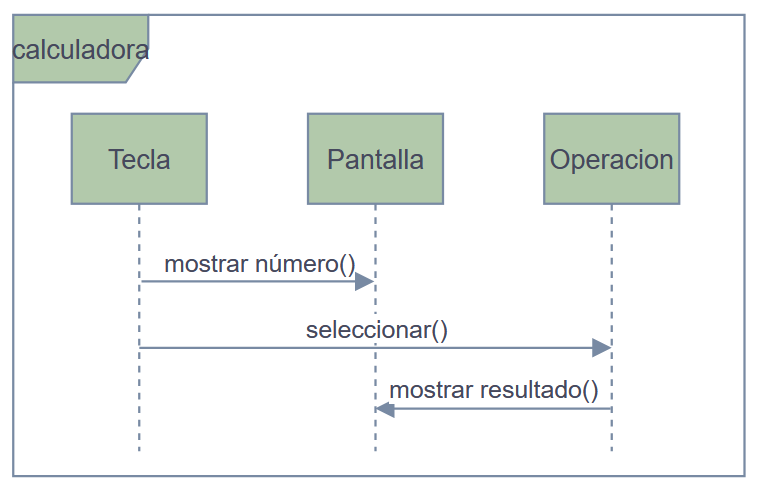 calculadora
Tecla
Pantalla
Operacion
mostrar número()
seleccionar()
mostrar resultado()